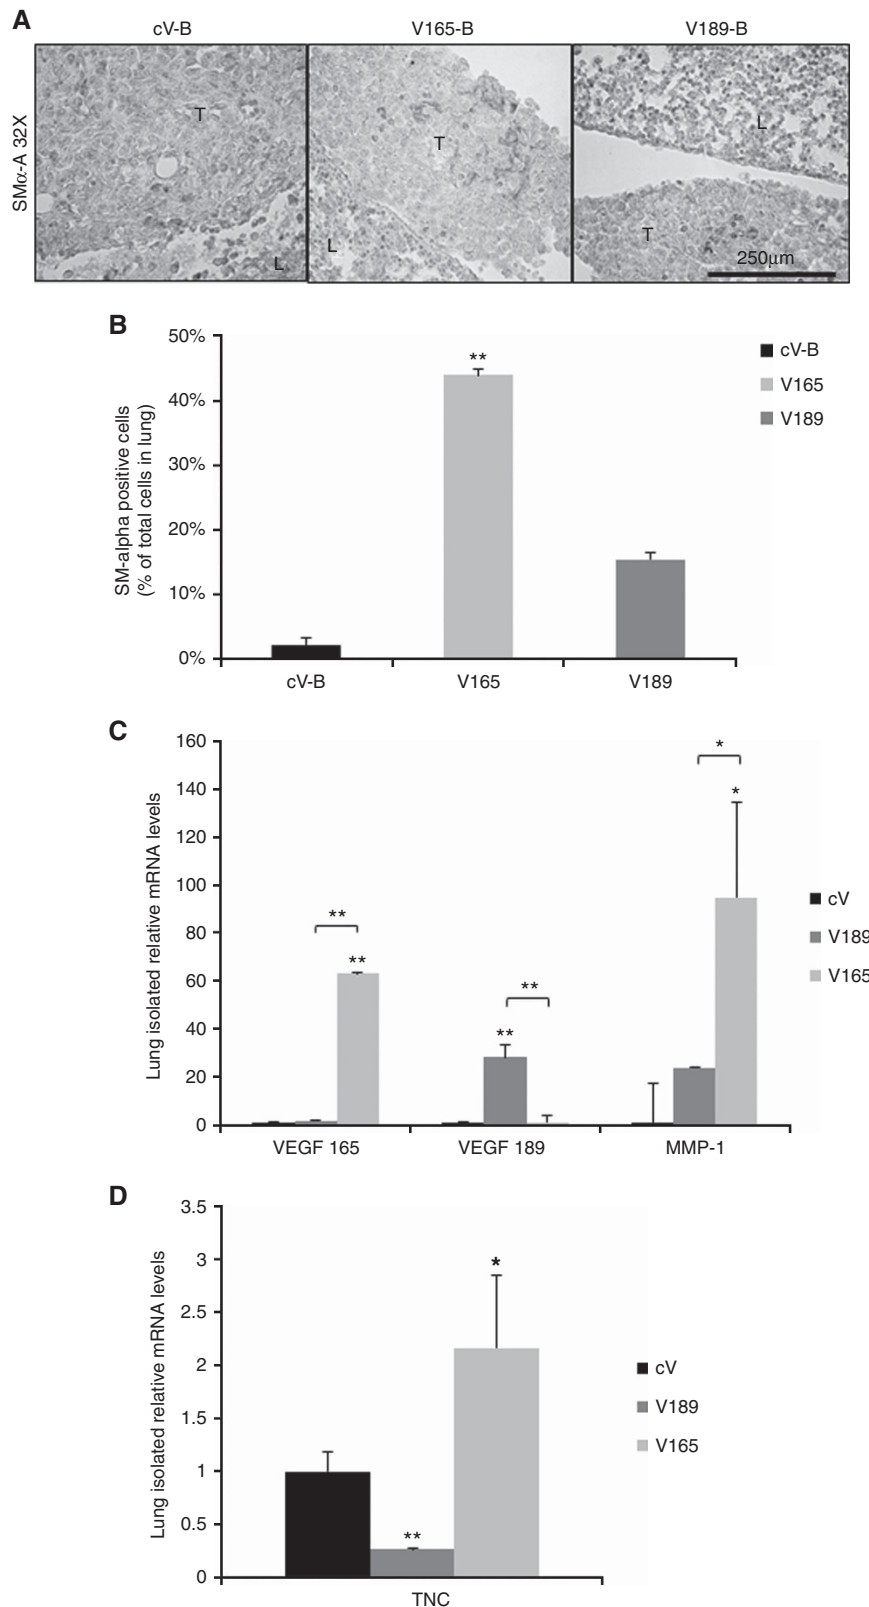 A
cV-B V165-B V189-B
SMα-A 32X
T
L
T
L
L
T
250μm
B
SM-alpha positive cells
(% of total cells in lung)
50%
40%
30%
20%
10%
0%
**
cV-B V165 V189
cV-B
V165
V189
C
Lung isolated relative mRNA levels
160
140
120
100
80
60
40
20
0
**
**
**
**
*
*
VEGF 165 VEGF 189 MMP-1
cV
V189
V165
D
Lung isolated relative mRNA levels
3.5
3
2.5
2
1.5
1
0.5
0
**
*
TNC
cV
V189
V165